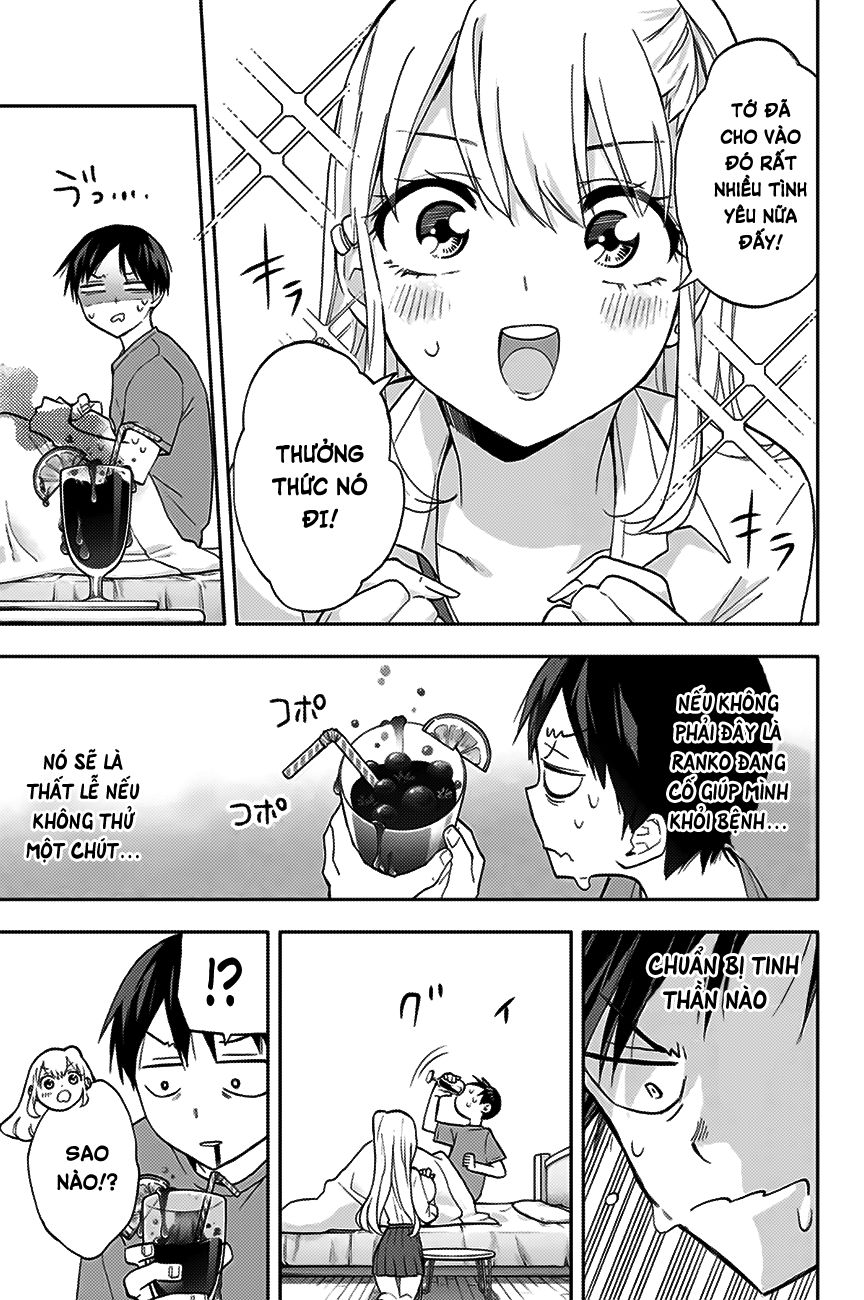 TỚ ĐÃ
CHO VÀO
ĐÓ RẤT
NHIỀU TÌNH
YÊU NỮA
ĐẤY!
キラ
THƯỞNG
THỨC NÓ
ĐI!
キラ
ブッ……
NẾU KHÔNG
PHẢI ĐÂY LÀ
RANKO ĐANG
CỐ GIÚP MÌNH
KHỎI BỆNH...
コポ
コポ
NÓ SẼ LÀ
THẤT LỄ NẾU
KHÔNG THỬ
MỘT CHÚT...
CHUẨN BỊ TINH
THẦN NÀO
グイ
!?
SAO
NÀO!?